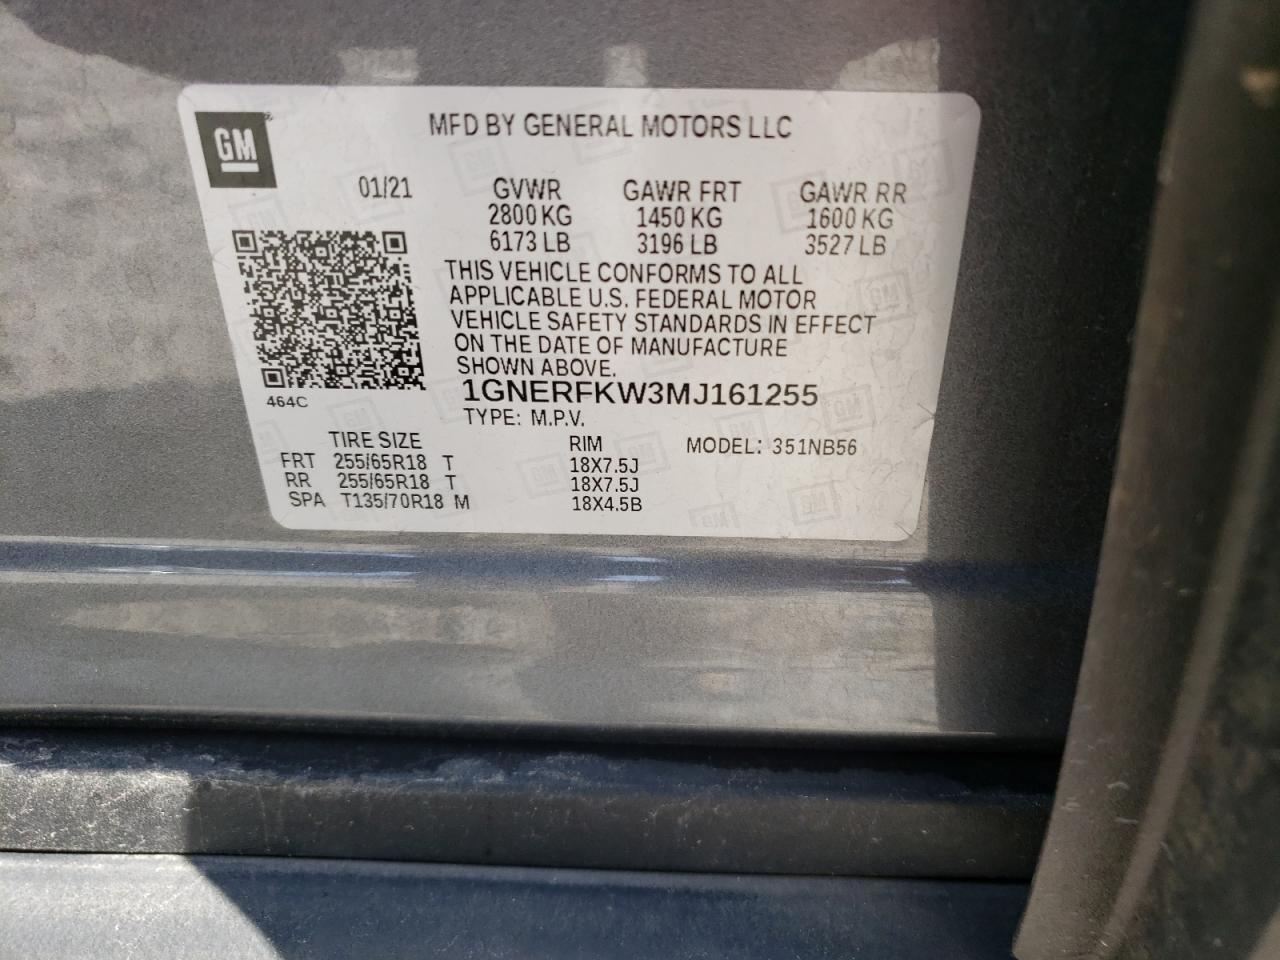 GM
MFD BY GENERAL MOTORS LLC
01/21 GVWR GAWR FRT GAWR RR
2800 KG 1450 KG 1600 KG
6173 LB 3196 LB 3527 LB
THIS VEHICLE CONFORMS TO ALL
APPLICABLE U.S. FEDERAL MOTOR
VEHICLE SAFETY STANDARDS IN EFFECT
ON THE DATE OF MANUFACTURE
SHOWN ABOVE.
1GNERFKW3MJ161255
464C
TYPE: M.P.V.
TIRE SIZE RIM MODEL: 351NB56
FRT 255/65R18 T 18X7.5J
RR 255/65R18 T 18X7.5J
SPA T135/70R18 M 18X4.5B